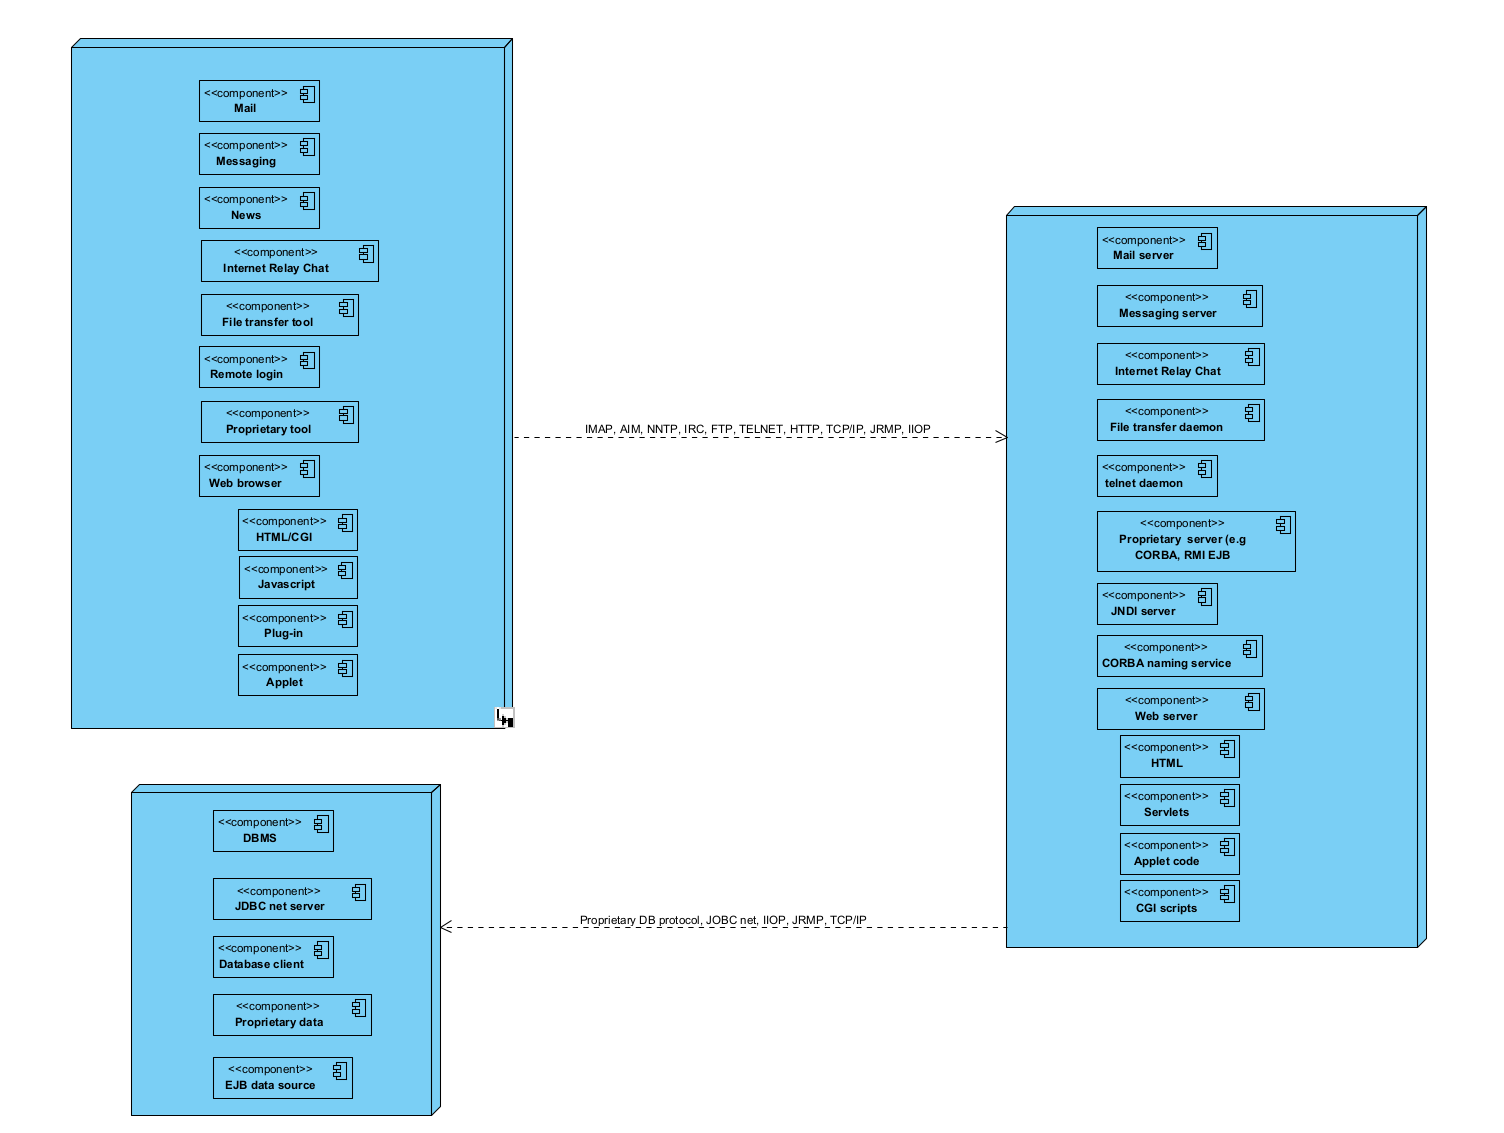 <<component>>
Mail
<<component>>
Messaging
<<component>>
News
<<component>>
Internet Relay Chat
<<component>>
File transfer tool
<<component>>
Remote login
<<component>>
Proprietary tool
<<component>>
Web browser
<<component>>
HTML/CGI
<<component>>
Javascript
<<component>>
Plug-in
<<component>>
Applet
IMAP, AIM, NNTP, IRC, FTP, TELNET, HTTP, TCP/IP, JRMP, IIOP
<<component>>
Mail server
<<component>>
Messaging server
<<component>>
Internet Relay Chat
<<component>>
File transfer daemon
<<component>>
telnet daemon
<<component>>
Proprietary  server (e.g
CORBA, RMI EJB
<<component>>
JNDI server
<<component>>
CORBA naming service
<<component>>
Web server
<<component>>
HTML
<<component>>
Servlets
<<component>>
Applet code
<<component>>
CGI scripts
Proprietary DB protocol, JOBC net, IIOP, JRMP, TCP/IP
<<component>>
DBMS
<<component>>
JDBC net server
<<component>>
Database client
<<component>>
Proprietary data
<<component>>
EJB data source